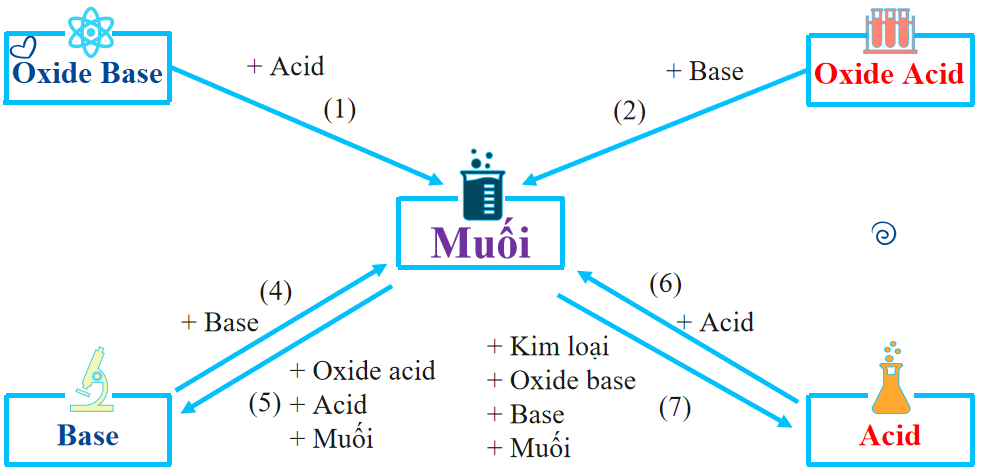 Oxide Base
+ Acid
(1)
+ Base
(2)
Oxide Acid
Muối
(4)
+ Base
(6)
+ Acid
+ Oxide acid
(5)
+ Acid
+ Muối
+ Kim loại
+ Oxide base
(7)
+ Base
+ Muối
Base
Acid